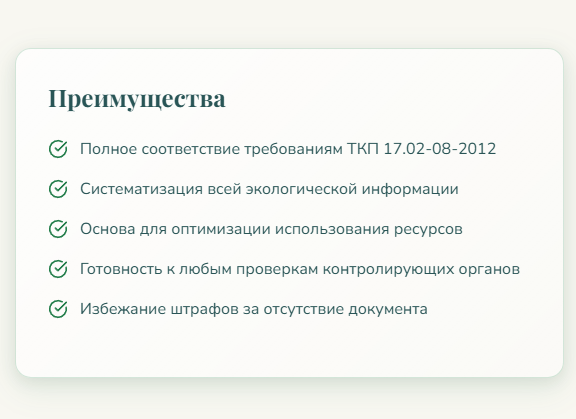 Преимущества
Полное соответствие требованиям ТКП 17.02-08-2012
Систематизация всей экологической информации
Основа для оптимизации использования ресурсов
Готовность к любым проверкам контролирующих органов
Избежание штрафов за отсутствие документа